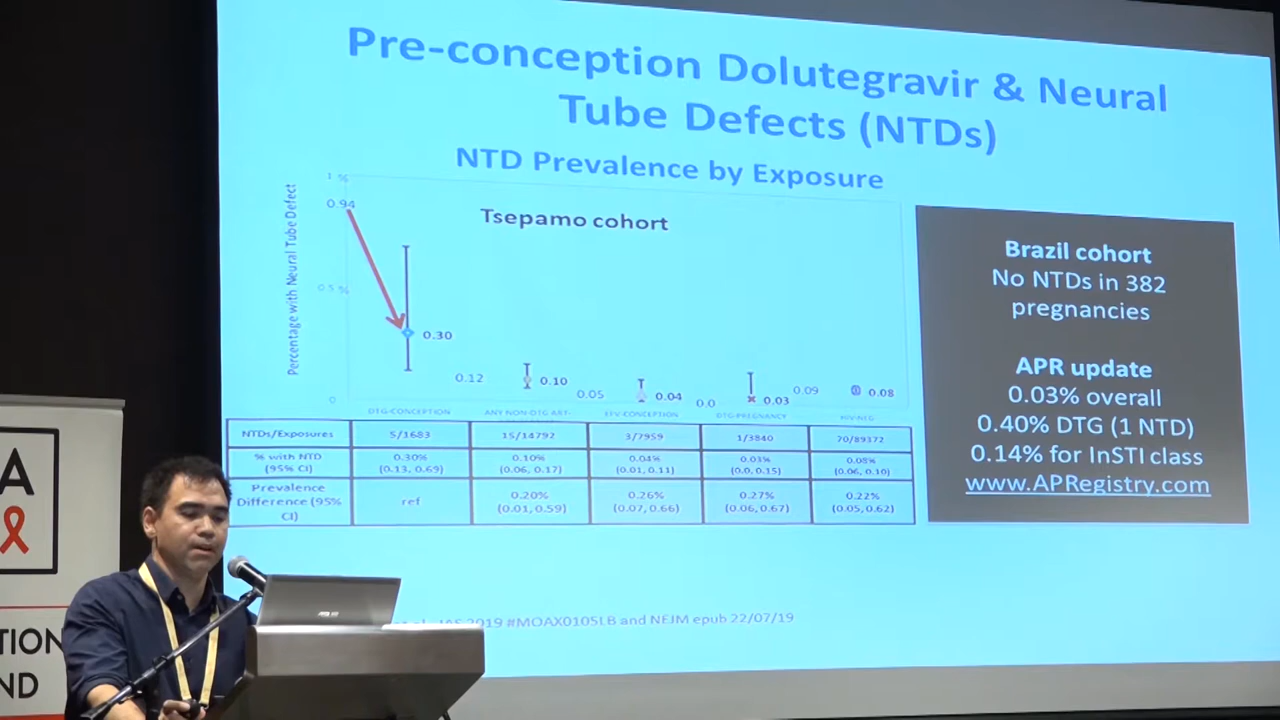 Pre-conception Dolutegravir & Neural
Tube Defects (NTDs)
NTD Prevalence by Exposure
Percentage with Neural Tube Defect
1 %
0.94
Tsepamo cohort
0.5 %
0.30
0.12
0.10
0.05
0.04
0.0
0.03
0.09
0.08
0
DTG-CONCEPTION
ANY NON-DTG ART-
EFV-CONCEPTION
DTG-PREGNANCY
HIV-NEG
NTDs/Exposures 5/1683 15/14792 3/7959 1/3840 70/89372
% with NTD 0.30% 0.10% 0.04% 0.03% 0.08%
(95% CI) (0.13, 0.69) (0.06, 0.17) (0.01, 0.11) (0.0, 0.15) (0.06, 0.10)
Prevalence
Difference (95%
CI)
ref
0.20% 0.26% 0.27% 0.22%
(0.01, 0.59) (0.07, 0.66) (0.06, 0.67) (0.05, 0.62)
Brazil cohort
No NTDs in 382
pregnancies
APR update
0.03% overall
0.40% DTG (1 NTD)
0.14% for InSTI class
www.APRegistry.com
2019 #MOAX0105LB and NEJM epub 22/07/19
A
TION
ND